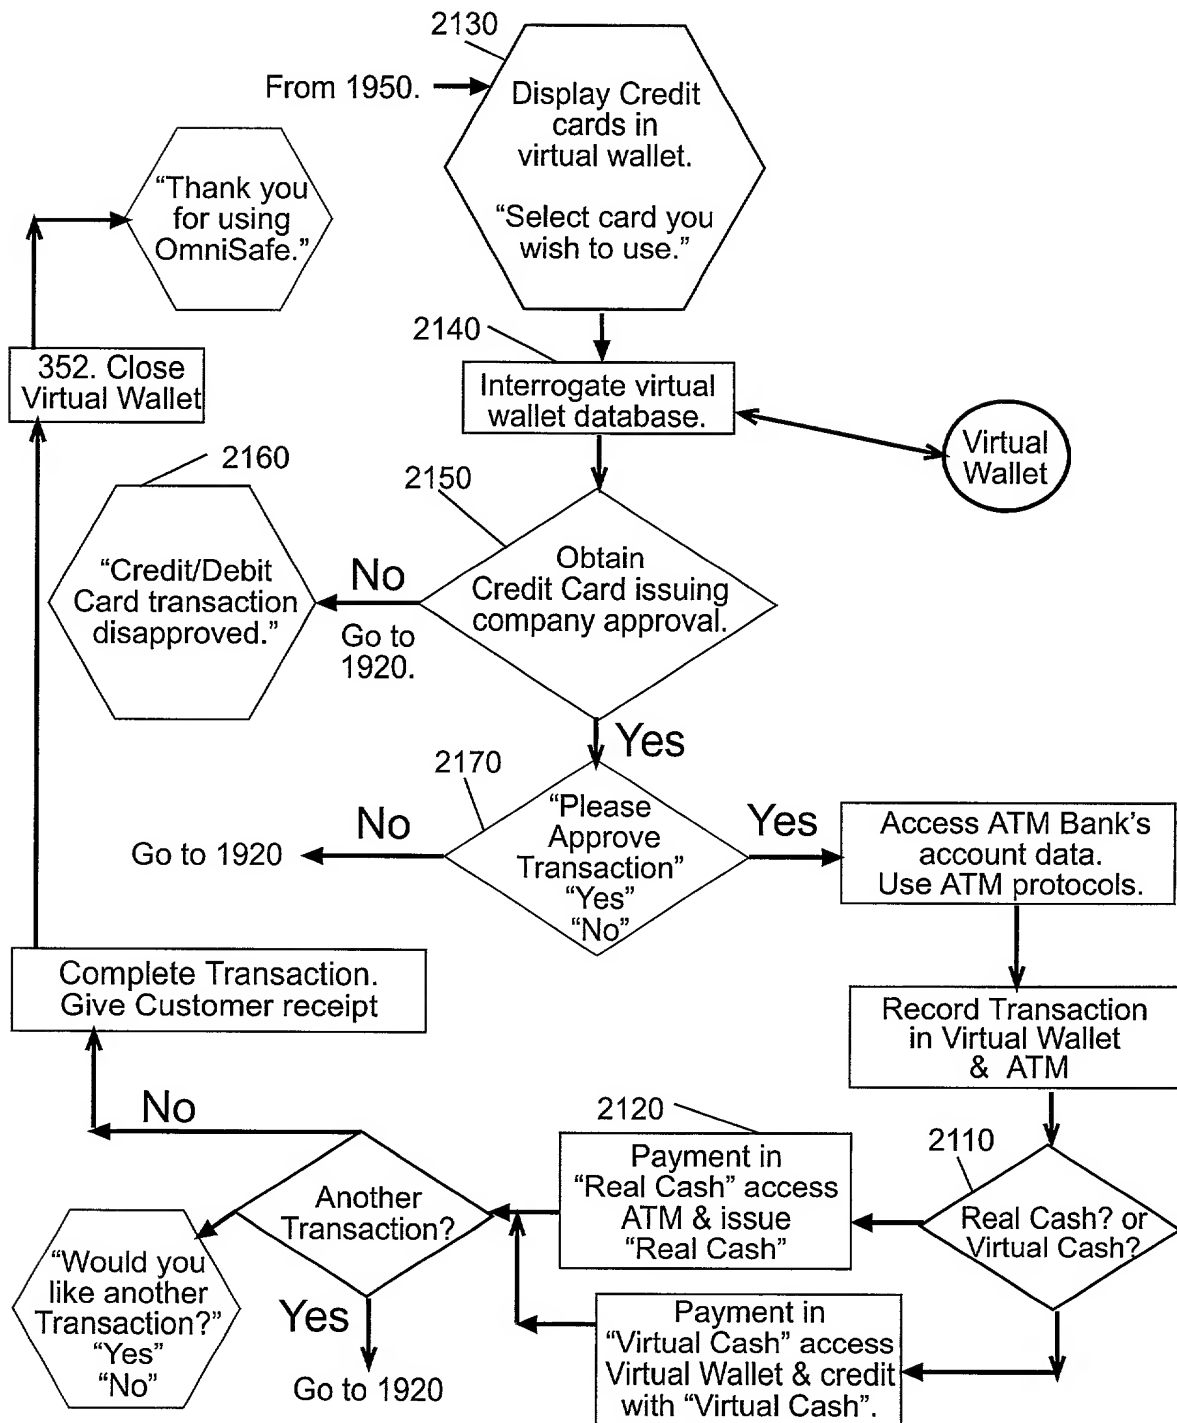 2130
From 1950.
Display Credit
cards in
virtual wallet.
“Select card you
wish to use.”
“Thank you
for using
OmniSafe.”
2140
352. Close
Virtual Wallet
Interrogate virtual
wallet database.
Virtual
Wallet
2160
2150
“Credit/Debit
Card transaction
disapproved.”
No
Go to
1920.
Obtain
Credit Card issuing
company approval.
Yes
2170
No
Go to 1920
“Please
Approve
Transaction”
“Yes”
“No”
Yes
Access ATM Bank’s
account data.
Use ATM protocols.
Complete Transaction.
Give Customer receipt
Record Transaction
in Virtual Wallet
& ATM
No
2120
2110
Payment in
“Real Cash” access
ATM & issue
“Real Cash”
Real Cash? or
Virtual Cash?
Another
Transaction?
“Would you
like another
Transaction?”
“Yes”
“No”
Yes
Go to 1920
Payment in
“Virtual Cash” access
Virtual Wallet & credit
with “Virtual Cash”.